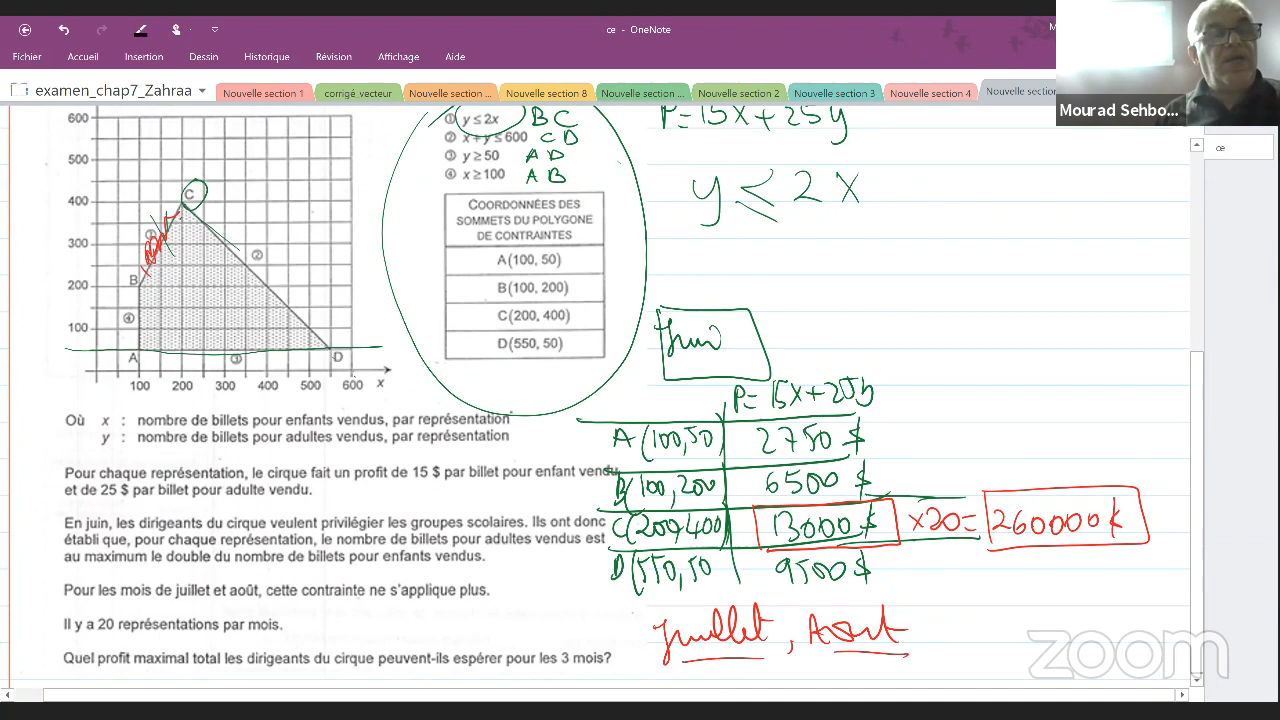 œ - OneNote
Fichier Accueil Insertion Dessin Historique Révision Affichage Aide
examen_chap7_Zahraa
Nouvelle section 1 corrigé_vecteur Nouvelle section ... Nouvelle section 8 Nouvelle section ... Nouvelle section 2 Nouvelle section 3 Nouvelle section 4 Nouvelle section
Mourad Sehbo...
œ
600
500
400
300
200
100
100 200 300 400 500 600 x
A
B
C
D
①
②
③
④
① y ≤ 2x BC
② x + y ≤ 600 CD
③ y ≥ 50 AD
④ x ≥ 100 AB
COORDONNÉES DES
SOMMETS DU POLYGONE
DE CONTRAINTES
A(100, 50)
B(100, 200)
C(200, 400)
D(550, 50)
P=15x+25y
y ≤ 2x
Juin
P=15x+25y
A(100,50 2750 $
B(100,200 6500 $
C(200,400) 13000 $ x20= 260000
D(550,50 9500 $
Juillet, Aout
Où x : nombre de billets pour enfants vendus, par représentation
y : nombre de billets pour adultes vendus, par représentation
Pour chaque représentation, le cirque fait un profit de 15 $ par billet pour enfant vendu
et de 25 $ par billet pour adulte vendu.
En juin, les dirigeants du cirque veulent privilégier les groupes scolaires. Ils ont donc
établi que, pour chaque représentation, le nombre de billets pour adultes vendus est
au maximum le double du nombre de billets pour enfants vendus.
Pour les mois de juillet et août, cette contrainte ne s'applique plus.
Il y a 20 représentations par mois.
Quel profit maximal total les dirigeants du cirque peuvent-ils espérer pour les 3 mois?
zoom